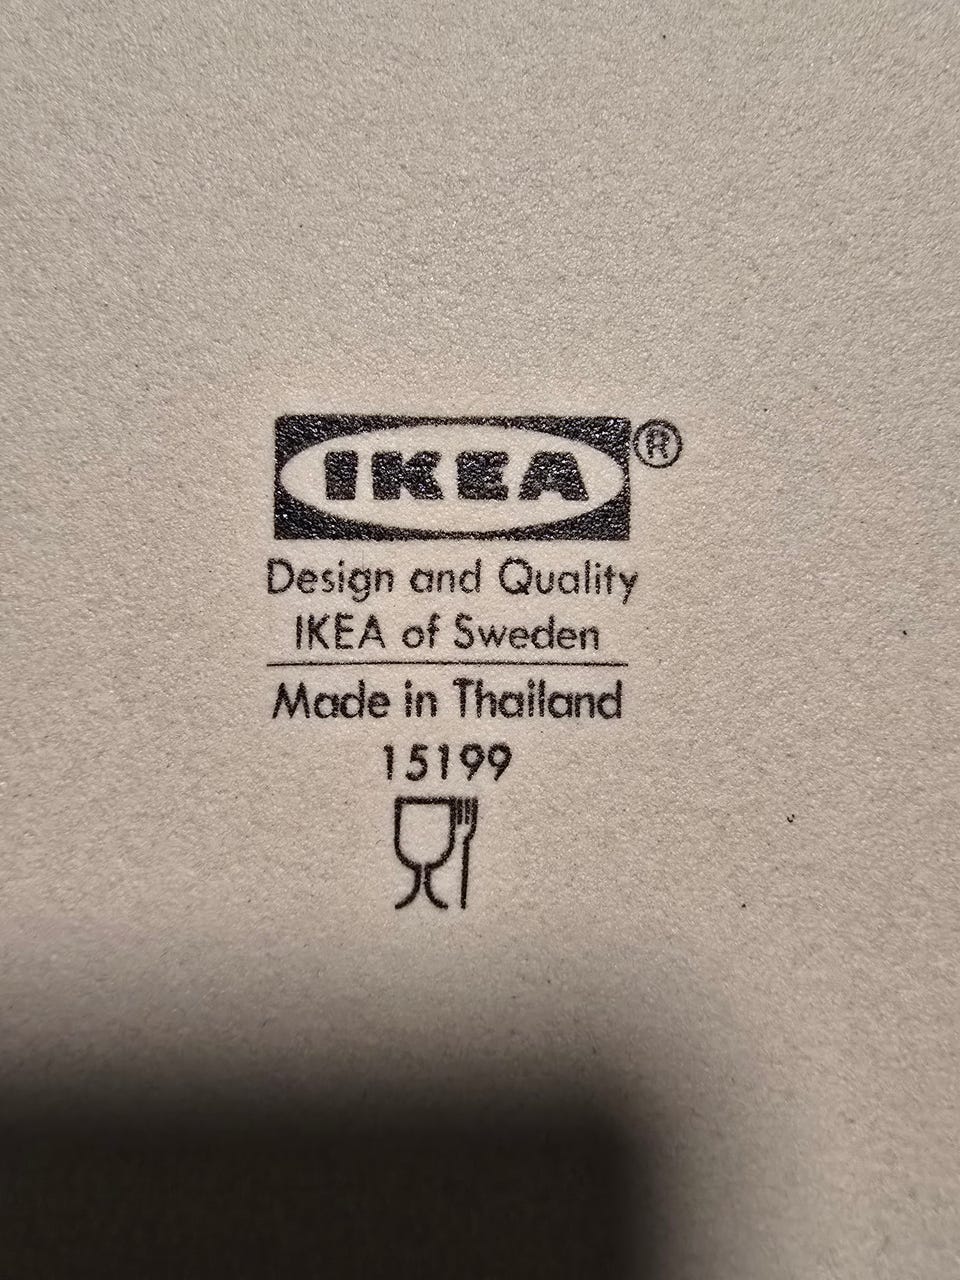 IKEA®
Design and Quality
IKEA of Sweden
Made in Thailand
15199